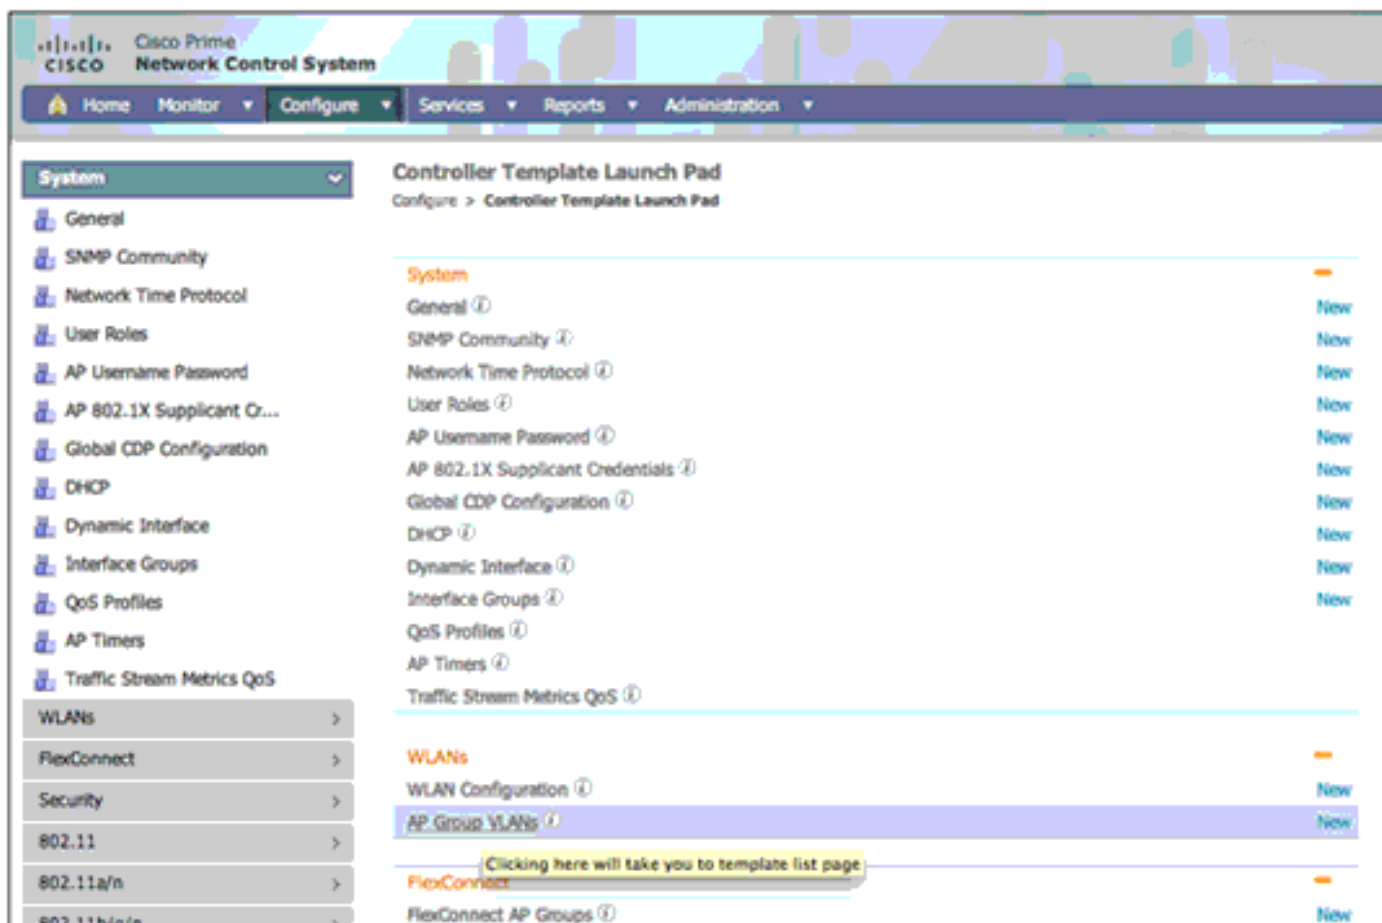 Cisco Prime
CISCO Network Control System
Home Monitor Configure Services Reports Administration
System
General
SNMP Community
Network Time Protocol
User Roles
AP Username Password
AP 802.1X Supplicant Cr...
Global CDP Configuration
DHCP
Dynamic Interface
Interface Groups
QoS Profiles
AP Timers
Traffic Stream Metrics QoS
WLANs
FlexConnect
Security
802.11
802.11a/n
Controller Template Launch Pad
Configure > Controller Template Launch Pad
System
General New
SNMP Community New
Network Time Protocol New
User Roles New
AP Username Password New
AP 802.1X Supplicant Credentials New
Global CDP Configuration New
DHCP New
Dynamic Interface New
Interface Groups New
QoS Profiles
AP Timers
Traffic Stream Metrics QoS
WLANs
WLAN Configuration New
AP Group VLANs New
Clicking here will take you to template list page
FlexConnect
FlexConnect AP Groups New